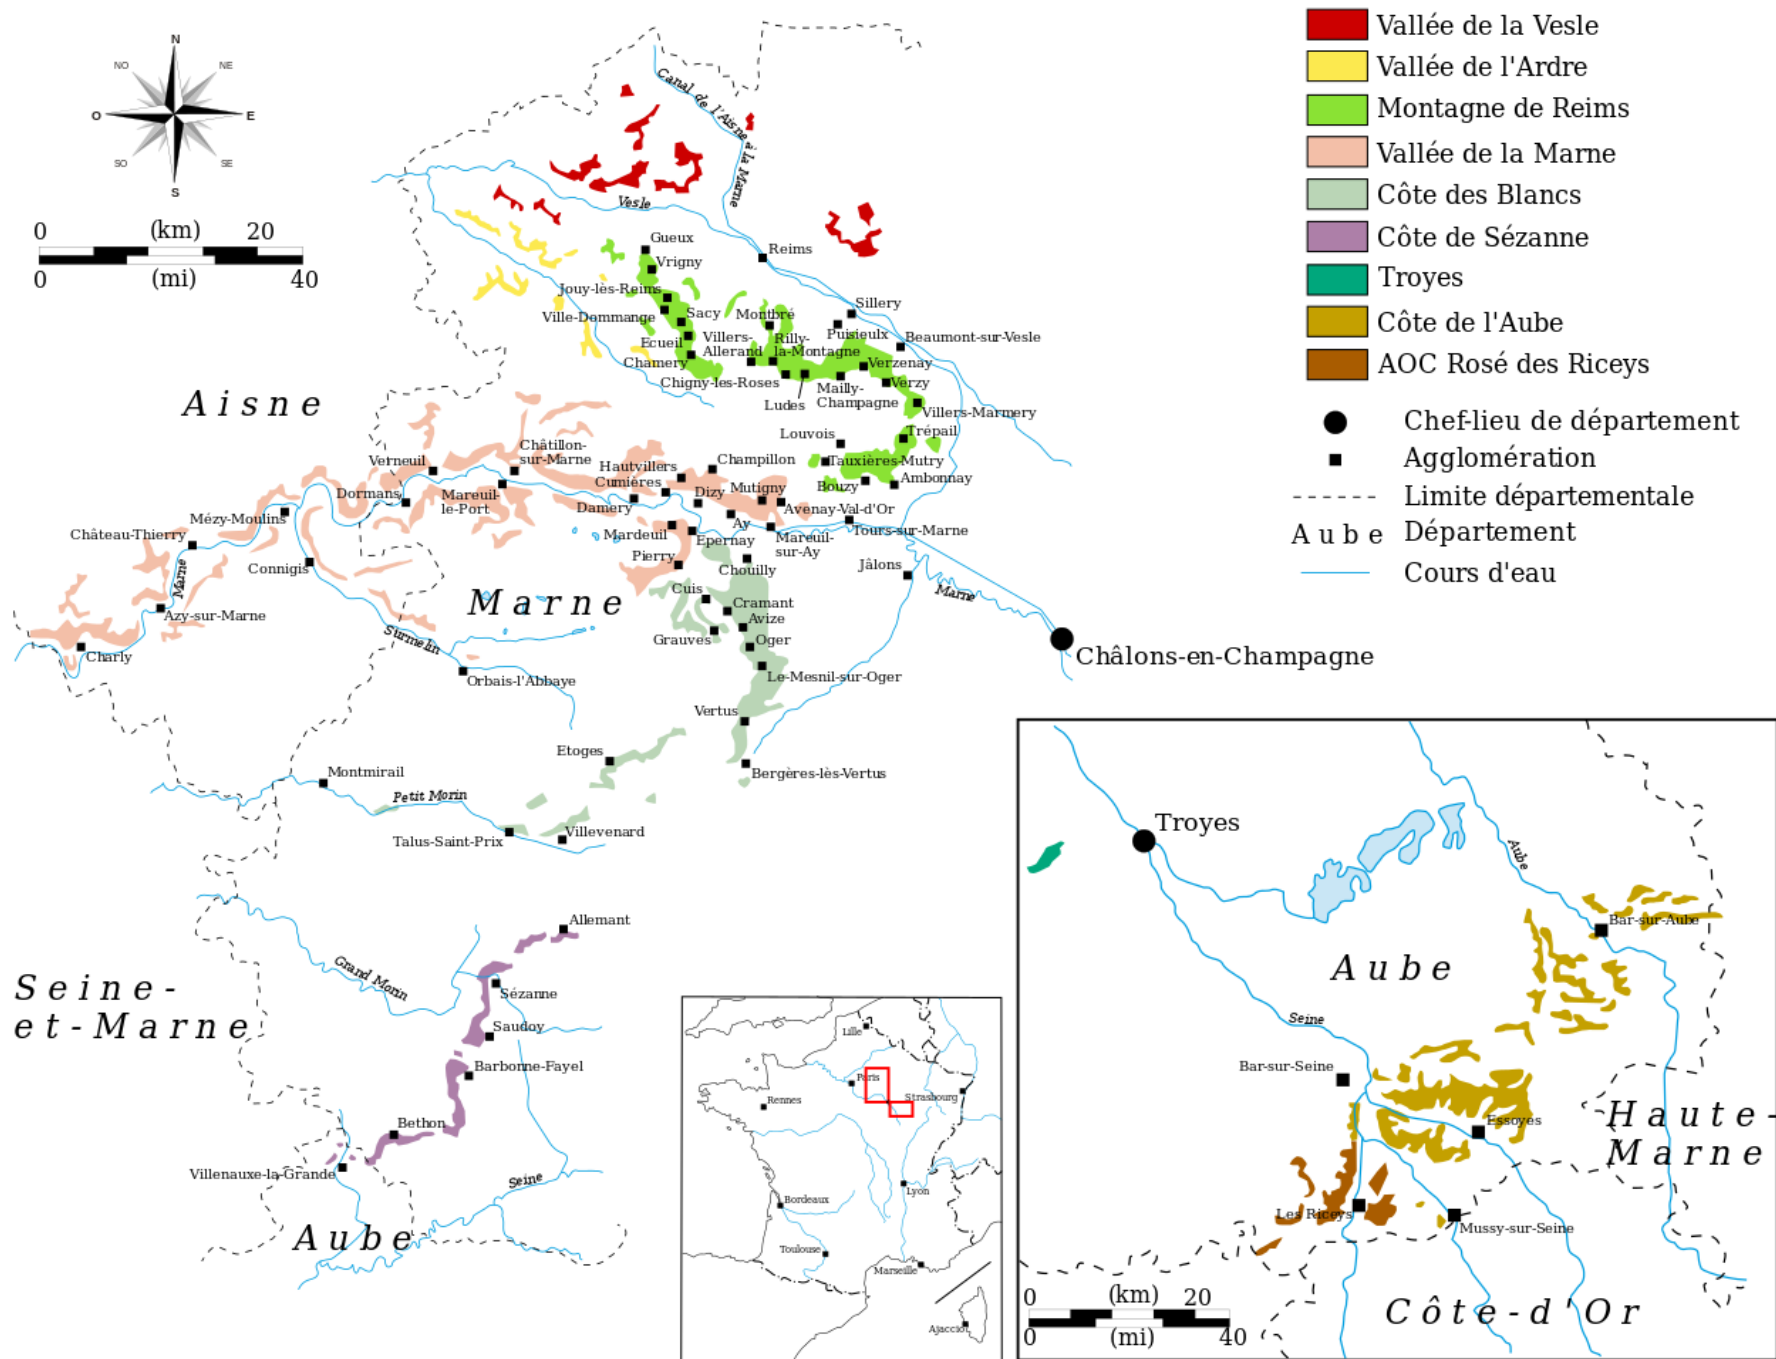 N
NO
NE
O
E
SO
SE
S
0
(km)
20
0
(mi)
40
Vallée de la Vesle
Vallée de l'Ardre
Montagne de Reims
Vallée de la Marne
Côte des Blancs
Côte de Sézanne
Troyes
Côte de l'Aube
AOC Rosé des Riceys
Chef-lieu de département
Agglomération
Limite départementale
Aube
Département
Cours d'eau
Canal de l'Aisne à la Marne
Vesle
Gueux
Vrigny
Reims
Jouy-lès-Reims
Ville-Dommange
Sacy
Montbré
Sillery
Puisieulx
Beaumont-sur-Vesle
Ecueil
Villers-
Allerand
Rilly-
la-Montagne
Chamery
Chigny-les-Roses
Ludes
Mailly-
Champagne
Verzenay
Verzy
Villers-Marmery
Trépail
Louvois
Tauxières-Mutry
Bouzy
Ambonnay
Aisne
Verneuil
Châtillon-
sur-Marne
Hautvillers
Cumières
Champillon
Dormans
Mareuil-
le-Port
Damery
Dizy
Mutigny
Avenay-Val-d'Or
Ay
Tours-sur-Marne
Mézy-Moulins
Château-Thierry
Marne
Connigis
Mardeuil
Epernay
Mareuil-
sur-Ay
Pierry
Chouilly
Jâlons
Marne
Azy-sur-Marne
Charly
Marne
Surmelin
Orbais-l'Abbaye
Cuis
Cramant
Avize
Grauves
Oger
Le-Mesnil-sur-Oger
Châlons-en-Champagne
Vertus
Etoges
Bergères-lès-Vertus
Montmirail
Petit Morin
Talus-Saint-Prix
Villevenard
Allemant
Grand Morin
Sézanne
Saudoy
Barbonne-Fayel
Bethon
Villenauxe-la-Grande
Seine
Seine-
et-Marne
Aube
Lille
Paris
Strasbourg
Rennes
Lyon
Bordeaux
Toulouse
Marseille
Ajaccio
Troyes
Aube
Bar-sur-Aube
Aube
Seine
Bar-sur-Seine
Essoyes
Haute-
Marne
Les Riceys
Mussy-sur-Seine
Côte-d'Or
0
(km)
20
0
(mi)
40